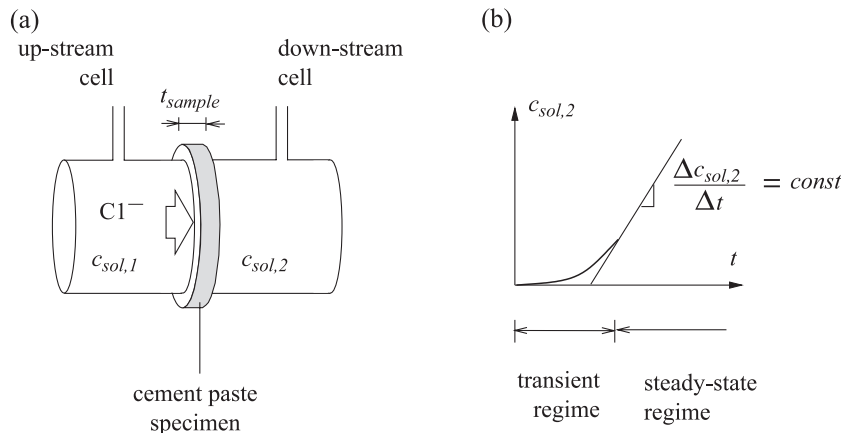 (a)
up-stream
cell
down-stream
cell
t_sample
C1⁻
c_sol,1
c_sol,2
cement paste
specimen
(b)
c_sol,2
Δc_sol,2
Δt
= const
t
transient
regime
steady-state
regime